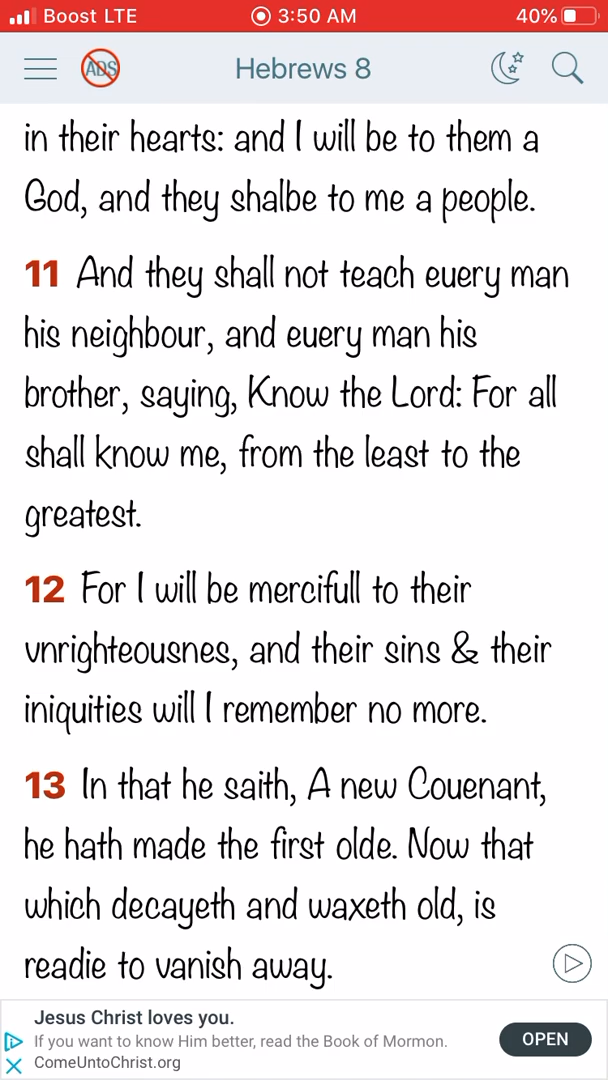 Boost LTE 3:50 AM 40%
ADS Hebrews 8
in their hearts: and I will be to them a
God, and they shalbe to me a people.
11 And they shall not teach euery man
his neighbour, and euery man his
brother, saying, Know the Lord: For all
shall know me, from the least to the
greatest.
12 For I will be mercifull to their
vnrighteousnes, and their sins & their
iniquities will I remember no more.
13 In that he saith, A new Couenant,
he hath made the first olde. Now that
which decayeth and waxeth old, is
readie to vanish away.
Jesus Christ loves you.
If you want to know Him better, read the Book of Mormon.
ComeUntoChrist.org
OPEN